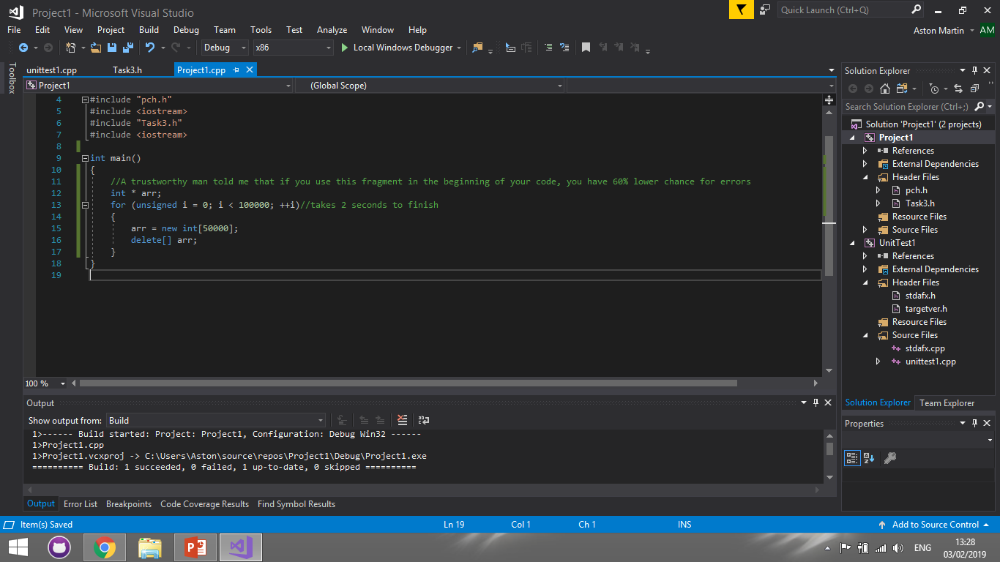 Project1 - Microsoft Visual Studio
Quick Launch (Ctrl+Q)
File Edit View Project Build Debug Team Tools Test Analyze Window Help
Aston Martin AM
Debug x86 Local Windows Debugger
Toolbox
unittest1.cpp Task3.h Project1.cpp
Project1 (Global Scope)
4 #include "pch.h"
5 #include <iostream>
6 #include "Task3.h"
7 #include <iostream>
8
9 int main()
10 {
11 //A trustworthy man told me that if you use this fragment in the beginning of your code, you have 60% lower chance for errors
12 int * arr;
13 for (unsigned i = 0; i < 100000; ++i)//takes 2 seconds to finish
14 {
15 arr = new int[50000];
16 delete[] arr;
17 }
18 }
19
100 %
Output
Show output from: Build
1>------ Build started: Project: Project1, Configuration: Debug Win32 ------
1>Project1.cpp
1>Project1.vcxproj -> C:\Users\Aston\source\repos\Project1\Debug\Project1.exe
========== Build: 1 succeeded, 0 failed, 1 up-to-date, 0 skipped ==========
Output Error List Breakpoints Code Coverage Results Find Symbol Results
Solution Explorer
Search Solution Explorer (Ctrl+;)
Solution 'Project1' (2 projects)
Project1
References
External Dependencies
Header Files
pch.h
Task3.h
Resource Files
Source Files
UnitTest1
References
External Dependencies
Header Files
stdafx.h
targetver.h
Resource Files
Source Files
stdafx.cpp
unittest1.cpp
Solution Explorer Team Explorer
Properties
Item(s) Saved Ln 19 Col 1 Ch 1 INS Add to Source Control
ENG
13:28
03/02/2019